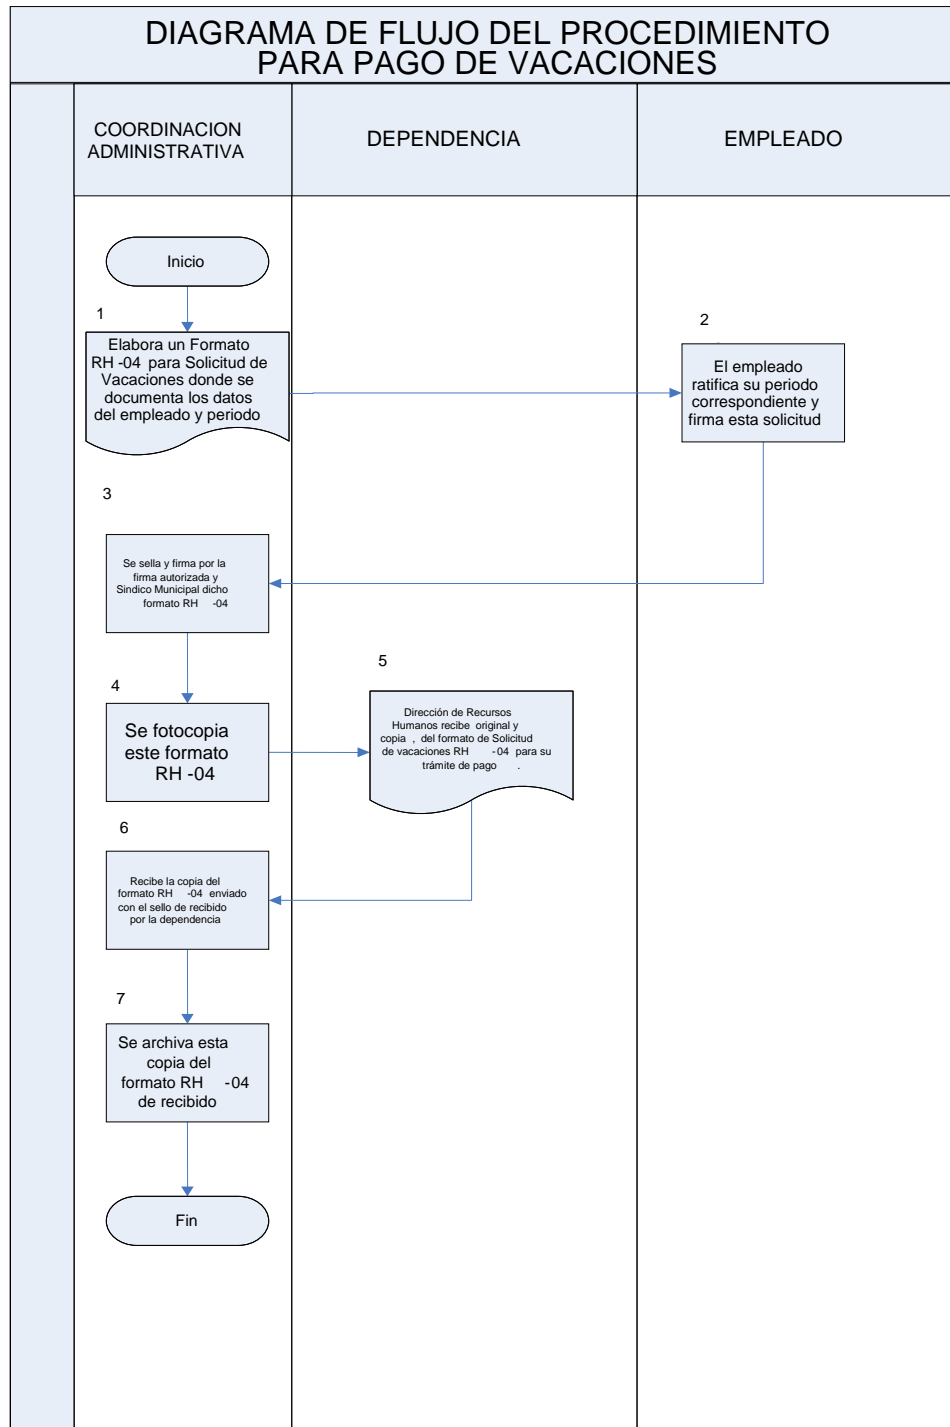 DIAGRAMA DE FLUJO DEL PROCEDIMIENTO
PARA PAGO DE VACACIONES
COORDINACION
ADMINISTRATIVA
DEPENDENCIA
EMPLEADO
Inicio
1
Elabora un Formato
RH -04 para Solicitud de
Vacaciones donde se
documenta los datos
del empleado y periodo
2
El empleado
ratifica su periodo
correspondiente y
firma esta solicitud
3
Se sella y firma por la
firma autorizada y
Sindico Municipal dicho
formato RH -04
4
Se fotocopia
este formato
RH -04
5
Dirección de Recursos
Humanos recibe original y
copia , del formato de Solicitud
de vacaciones RH -04 para su
trámite de pago .
6
Recibe la copia del
formato RH -04 enviado
con el sello de recibido
por la dependencia
7
Se archiva esta
copia del
formato RH -04
de recibido
Fin